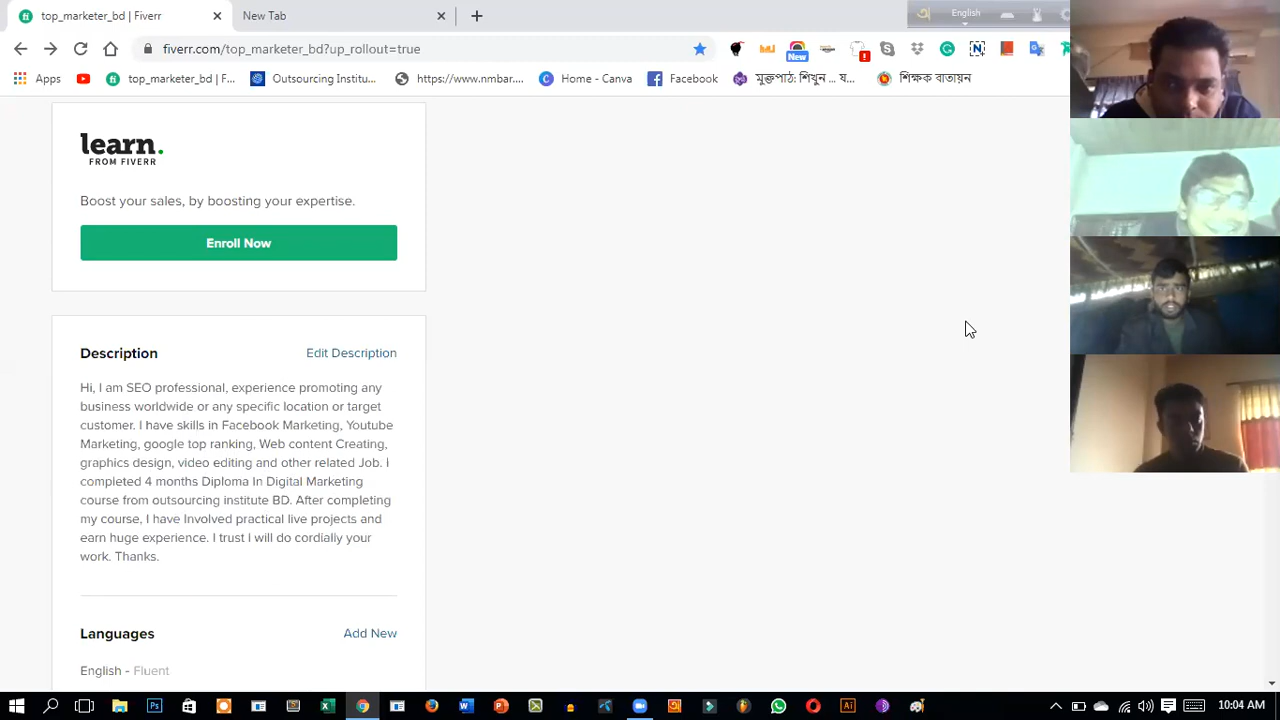 top_marketer_bd | Fiverr
New Tab
English
fiverr.com/top_marketer_bd?up_rollout=true
New
Apps
top_marketer_bd | F...
Outsourcing Institu...
https://www.nmbar...
Home - Canva
Facebook
মুক্তপাঠ: শিখুন ... য...
শিক্ষক বাতায়ন
learn.
FROM FIVERR
Boost your sales, by boosting your expertise.
Enroll Now
Description
Edit Description
Hi, I am SEO professional, experience promoting any
business worldwide or any specific location or target
customer. I have skills in Facebook Marketing, Youtube
Marketing, google top ranking, Web content Creating,
graphics design, video editing and other related Job. I
completed 4 months Diploma In Digital Marketing
course from outsourcing institute BD. After completing
my course, I have Involved practical live projects and
earn huge experience. I trust I will do cordially your
work. Thanks.
Languages
Add New
English - Fluent
10:04 AM